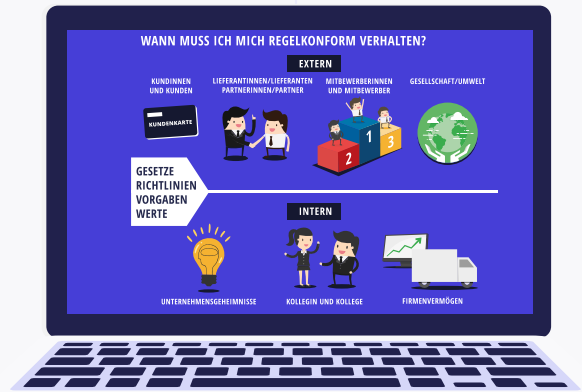 WANN MUSS ICH MICH REGELKONFORM VERHALTEN?
EXTERN
KUNDINNEN
UND KUNDEN
LIEFERANTINNEN/LIEFERANTEN
PARTNERINNEN/PARTNER
MITBEWERBERINNEN
UND MITBEWERBER
GESELLSCHAFT/UMWELT
KUNDENKARTE
1
2
3
GESETZE
RICHTLINIEN
VORGABEN
WERTE
INTERN
UNTERNEHMENSGEHEIMNISSE
KOLLEGIN UND KOLLEGE
FIRMENVERMÖGEN